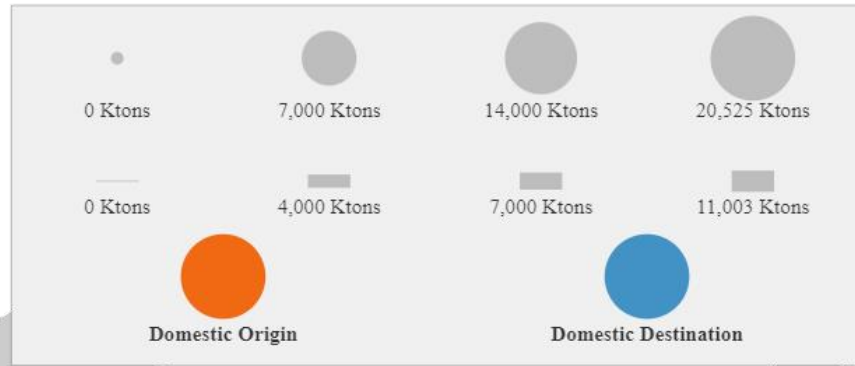 0 Ktons 7,000 Ktons 14,000 Ktons 20,525 Ktons
0 Ktons 4,000 Ktons 7,000 Ktons 11,003 Ktons
Domestic Origin Domestic Destination